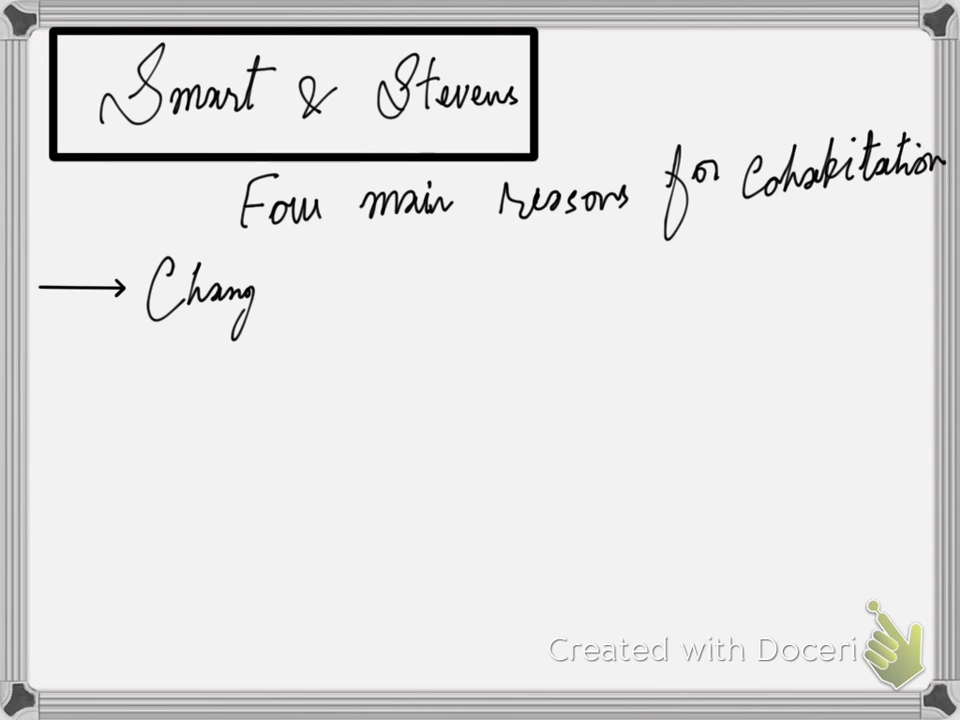 Smart & Stevens
Four main reasons for cohabitation
→ Chang
Created with Doceri